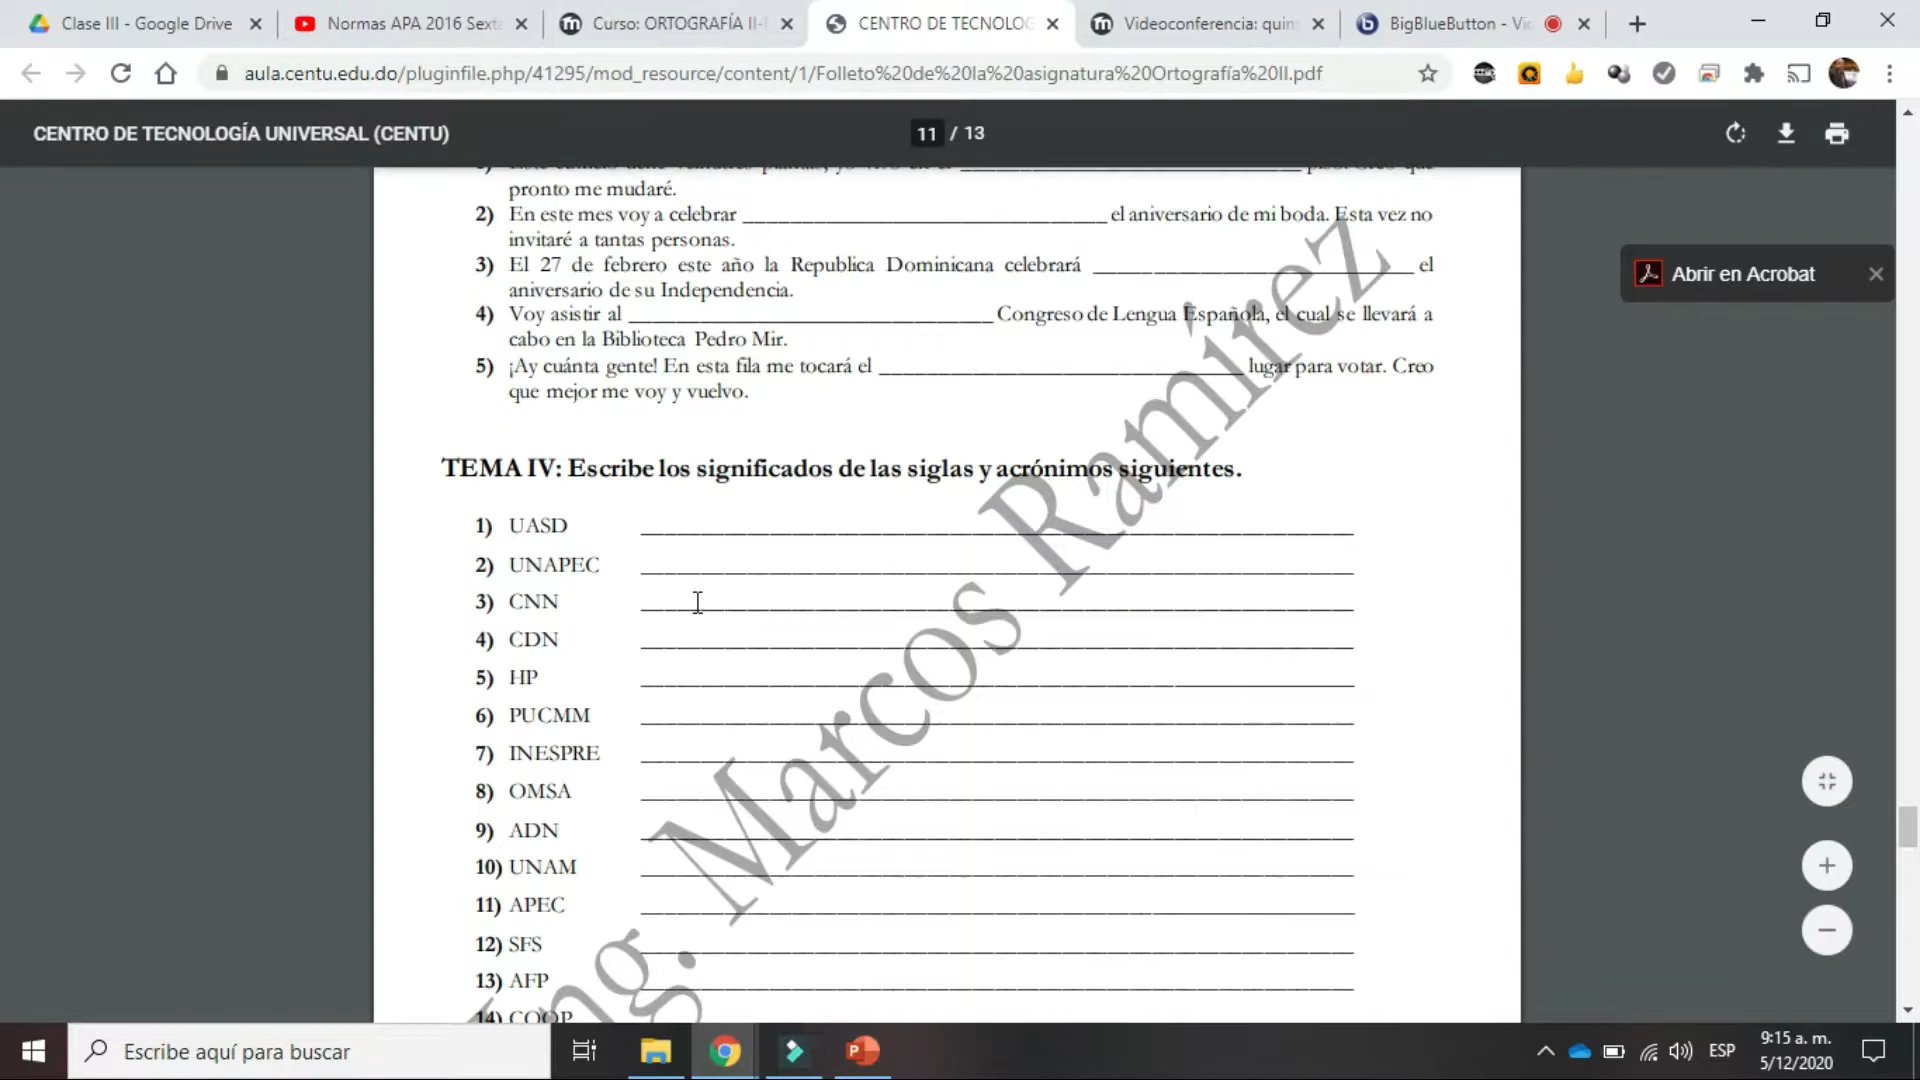 Clase III - Google Drive
Normas APA 2016 Sexta
Curso: ORTOGRAFÍA II-
CENTRO DE TECNOLOG
Videoconferencia: quin
BigBlueButton - Vi
aula.centu.edu.do/pluginfile.php/41295/mod_resource/content/1/Folleto%20de%20la%20asignatura%20Ortografía%20II.pdf
CENTRO DE TECNOLOGÍA UNIVERSAL (CENTU)
11 / 13
Abrir en Acrobat
pronto me mudaré.
2) En este mes voy a celebrar ______ el aniversario de mi boda. Esta vez no
invitaré a tantas personas.
3) El 27 de febrero este año la Republica Dominicana celebrará ______ el
aniversario de su Independencia.
4) Voy asistir al ______ Congreso de Lengua Española, el cual se llevará a
cabo en la Biblioteca Pedro Mir.
5) ¡Ay cuánta gente! En esta fila me tocará el ______ lugar para votar. Creo
que mejor me voy y vuelvo.
TEMA IV: Escribe los significados de las siglas y acrónimos siguientes.
1) UASD
2) UNAPEC
3) CNN
4) CDN
5) HP
6) PUCMM
7) INESPRE
8) OMSA
9) ADN
10) UNAM
11) APEC
12) SFS
13) AFP
14) COOP
Ing. Marcos Ramírez
Escribe aquí para buscar
ESP
9:15 a. m.
5/12/2020